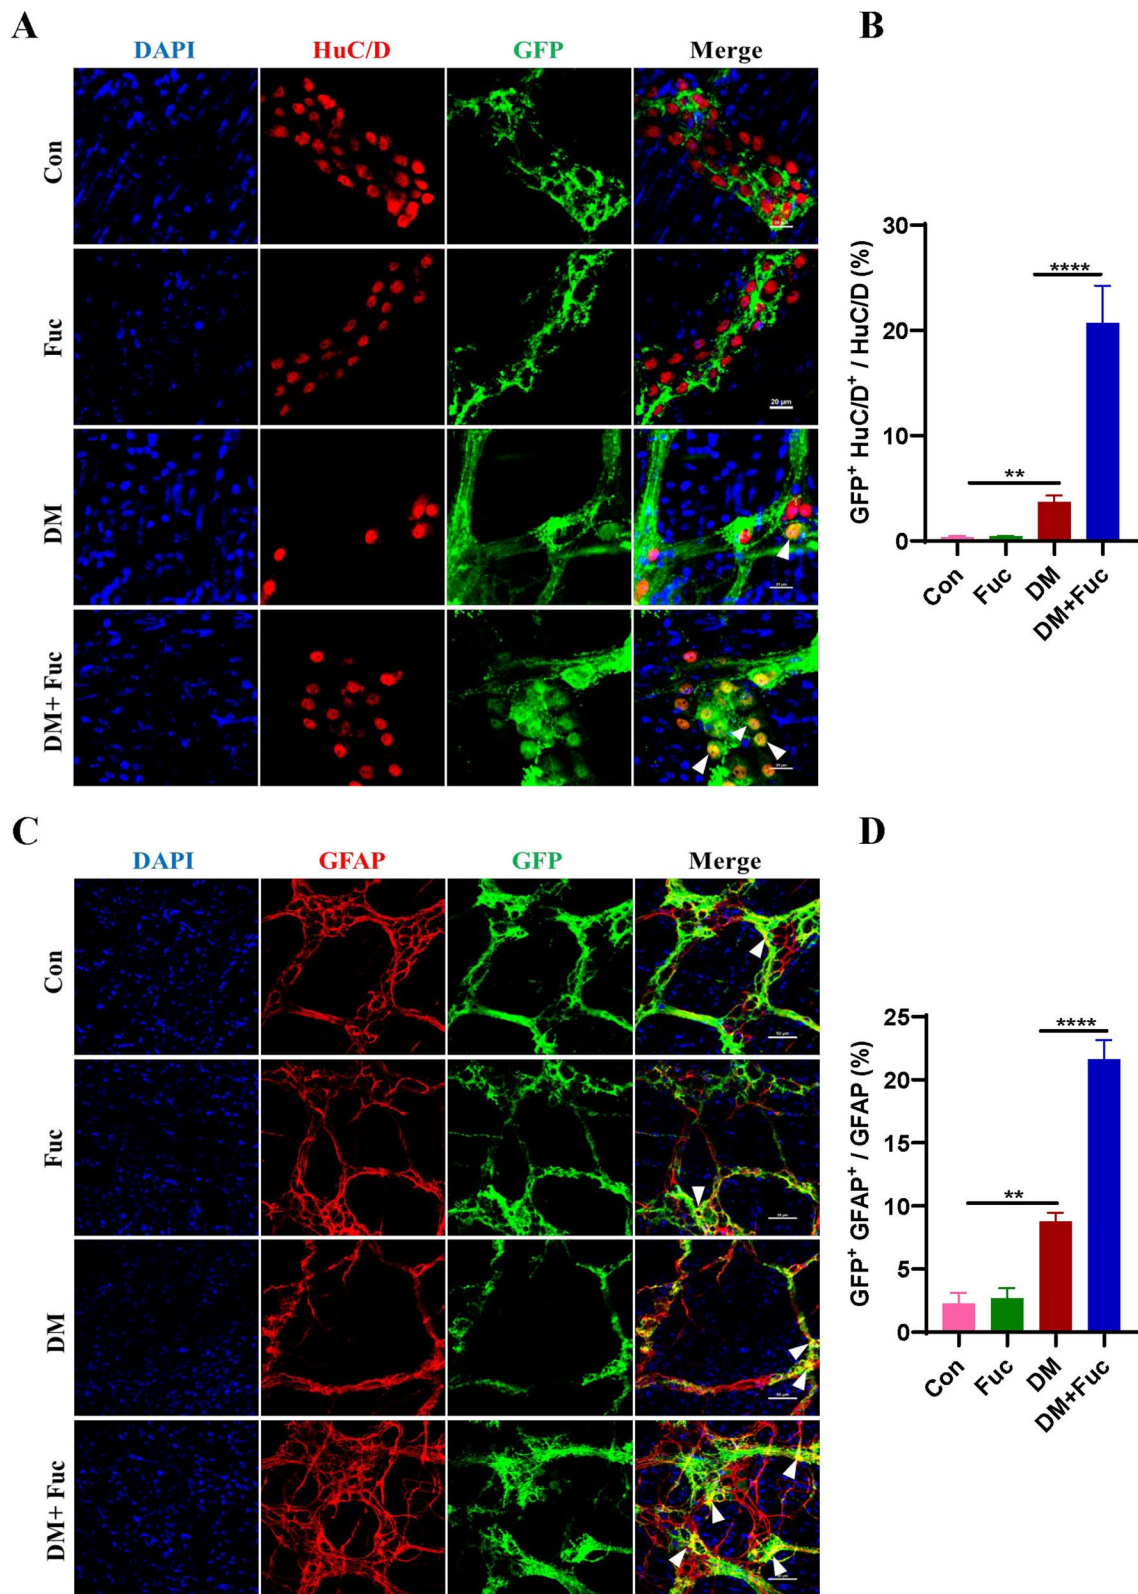 A
DAPI HuC/D GFP Merge
Con
Fuc
20 μm
DM
DM+ Fuc
B
GFP+ HuC/D+ / HuC/D (%)
30
20
10
0
****
**
Con Fuc DM DM+Fuc
C
DAPI GFAP GFP Merge
Con
Fuc
DM
DM+ Fuc
D
GFP+ GFAP+ / GFAP (%)
25
20
15
10
5
0
****
**
Con Fuc DM DM+Fuc